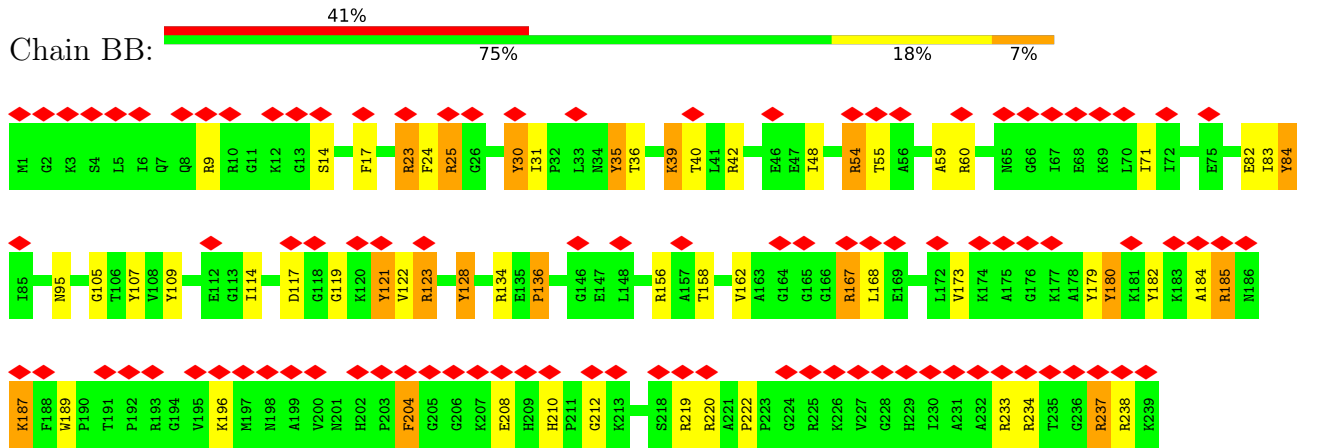 41%
Chain BB:
75% 18% 7%
M1 G2 K3 S4 L5 I6 Q7 Q8 R9 R10 G11 K12 G13 S14 F17 R23 F24 R25 G26 Y30 I31 P32 L33 N34 Y35 T36 K39 T40 L41 R42 E46 E47 I48 R54 T55 A56 A59 R60 N65 G66 I67 E68 K69 L70 I71 I72 E75 E82 I83 Y84
I85 N95 G105 T106 Y107 V108 Y109 E112 G113 I114 D117 G118 G119 K120 Y121 V122 R123 Y128 R134 E135 P136 G146 E147 L148 R156 A157 T158 V162 A163 G164 G165 G166 R167 L168 E169 L172 V173 K174 A175 G176 K177 A178 Y179 Y180 K181 Y182 K183 A184 R185 N186
K187 F188 W189 P190 T191 P192 R193 G194 V195 K196 M197 N198 A199 V200 N201 H202 P203 F204 G205 G206 K207 E208 H209 H210 P211 G212 K213 S218 R219 R220 A221 P222 P223 G224 R225 K226 V227 G228 H229 I230 A231 A232 R233 R234 T235 G236 R237 R238 K239